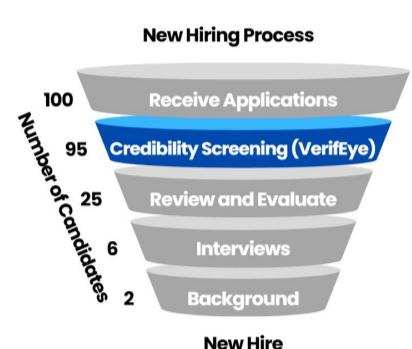 New Hiring Process
100 Receive Applications
95 Credibility Screening (VerifEye)
25 Review and Evaluate
6 Interviews
2 Background
Number of Candidates
New Hire